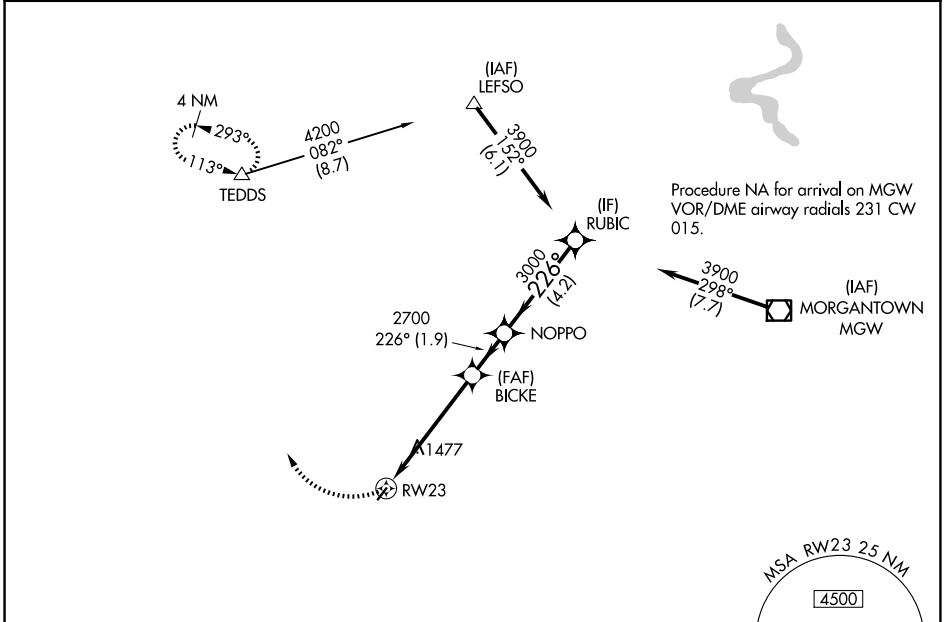 (IAF)
LEFSO
4 NM
293°
113°
TEDDS
4200
082°
(8.7)
3900
152°
(6.1)
(IF)
RUBIC
Procedure NA for arrival on MGW
VOR/DME airway radials 231 CW
015.
3900
298°
(7.7)
(IAF)
MORGANTOWN
MGW
3000
226°
(4.2)
2700
226° (1.9)
NOPPO
(FAF)
BICKE
1477
RW23
MSA RW23 25 NM
4500